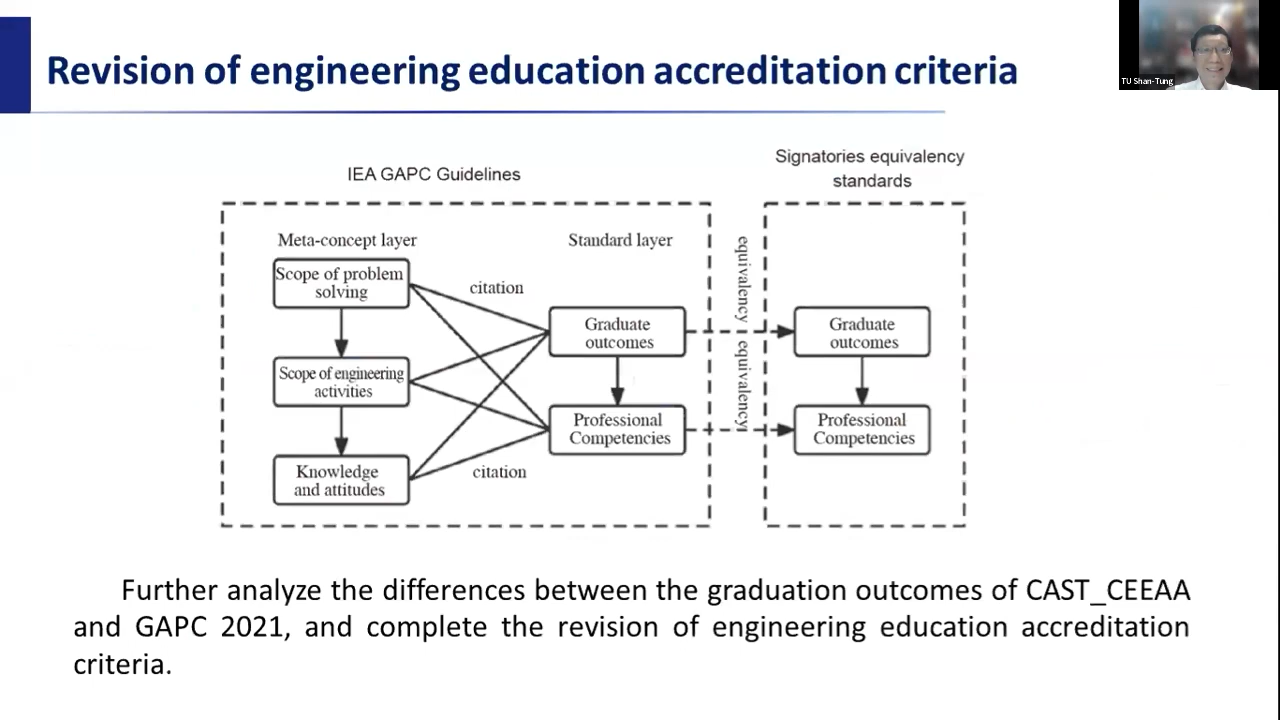 Revision of engineering education accreditation criteria
TU Shan-Tung
IEA GAPC Guidelines
Signatories equivalency
standards
Meta-concept layer
Standard layer
Scope of problem
solving
citation
Graduate
outcomes
Scope of engineering
activities
Professional
Competencies
Knowledge
and attitudes
citation
equivalency
equivalency
Graduate
outcomes
Professional
Competencies
Further analyze the differences between the graduation outcomes of CAST_CEEAA
and GAPC 2021, and complete the revision of engineering education accreditation
criteria.